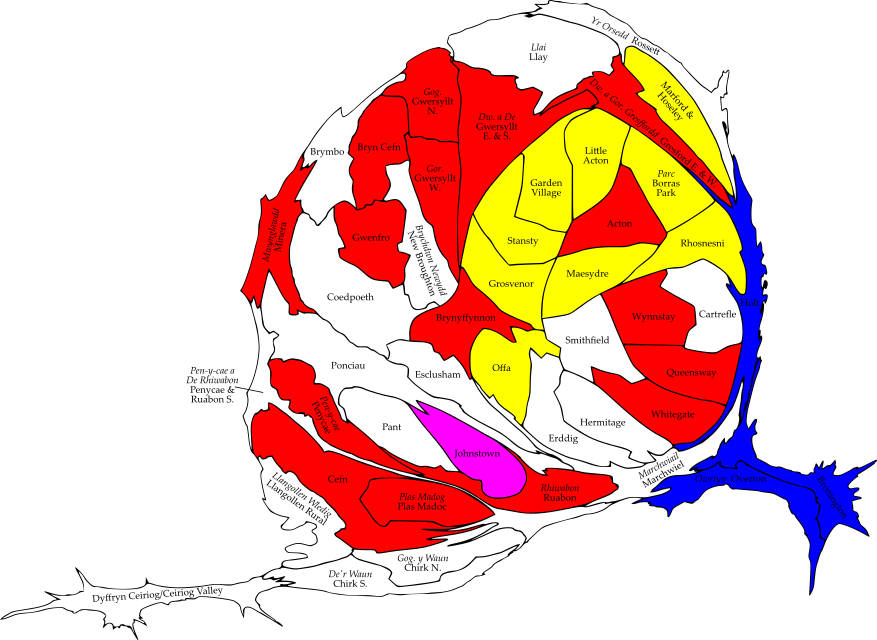 Yr Orsedd Rossett
Llai
Llay
Marford &
Hoseley
Gog.
Gwersyllt
N.
Dw. a De
Gwersyllt
E. & S.
Dw. a Gor. Gresffordd, Gresford E. & W.
Brymbo
Bryn Cefn
Gor.
Gwersyllt
W.
Little
Acton
Garden
Village
Parc
Borras
Park
Acton
Rhosnesni
Stansty
Maesydre
Grosvenor
Gwenfro
Brychdwn Newydd
New Broughton
Mwynglawdd
Minera
Coedpoeth
Brynyffynnon
Wynnstay
Cartrefle
Holt
Smithfield
Offa
Queensway
Whitegate
Hermitage
Erddig
Esclusham
Ponciau
Pen-y-cae a
De Rhiwabon
Penycae &
Ruabon S.
Pen-y-cae
Penycae
Pant
Johnstown
Marchwiail
Marchwiel
Rhiwabon
Ruabon
Cefn
Plas Madog
Plas Madoc
Llangollen Wledig
Llangollen Rural
Gog. y Waun
Chirk N.
De'r Waun
Chirk S.
Dyffryn Ceiriog/Ceiriog Valley
Overton
Bronington